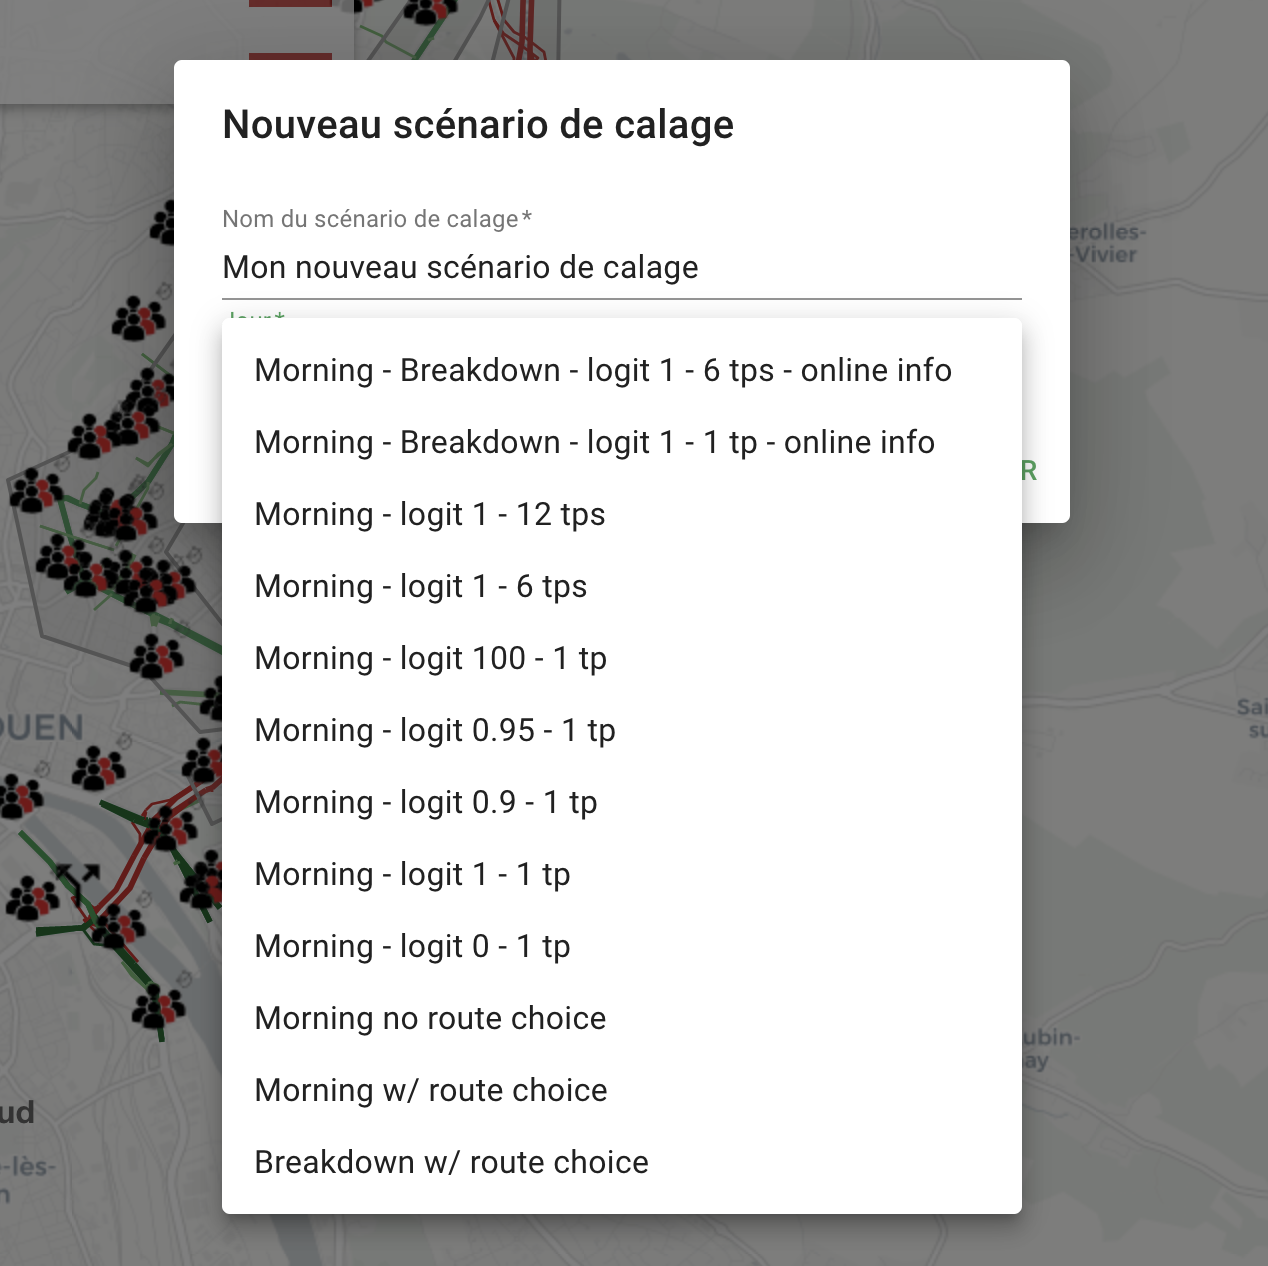 Nouveau scénario de calage
Nom du scénario de calage*
Mon nouveau scénario de calage
Jour*
Morning - Breakdown - logit 1 - 6 tps - online info
Morning - Breakdown - logit 1 - 1 tp - online info
Morning - logit 1 - 12 tps
Morning - logit 1 - 6 tps
Morning - logit 100 - 1 tp
Morning - logit 0.95 - 1 tp
Morning - logit 0.9 - 1 tp
Morning - logit 1 - 1 tp
Morning - logit 0 - 1 tp
Morning no route choice
Morning w/ route choice
Breakdown w/ route choice
R
erolles-
-Vivier
OUEN
Sai
su
ubin-
ay
ud
-lès-
n